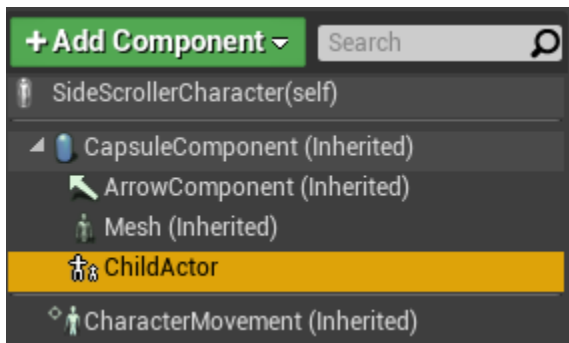 + Add Component Search
SideScrollerCharacter(self)
CapsuleComponent (Inherited)
ArrowComponent (Inherited)
Mesh (Inherited)
ChildActor
CharacterMovement (Inherited)